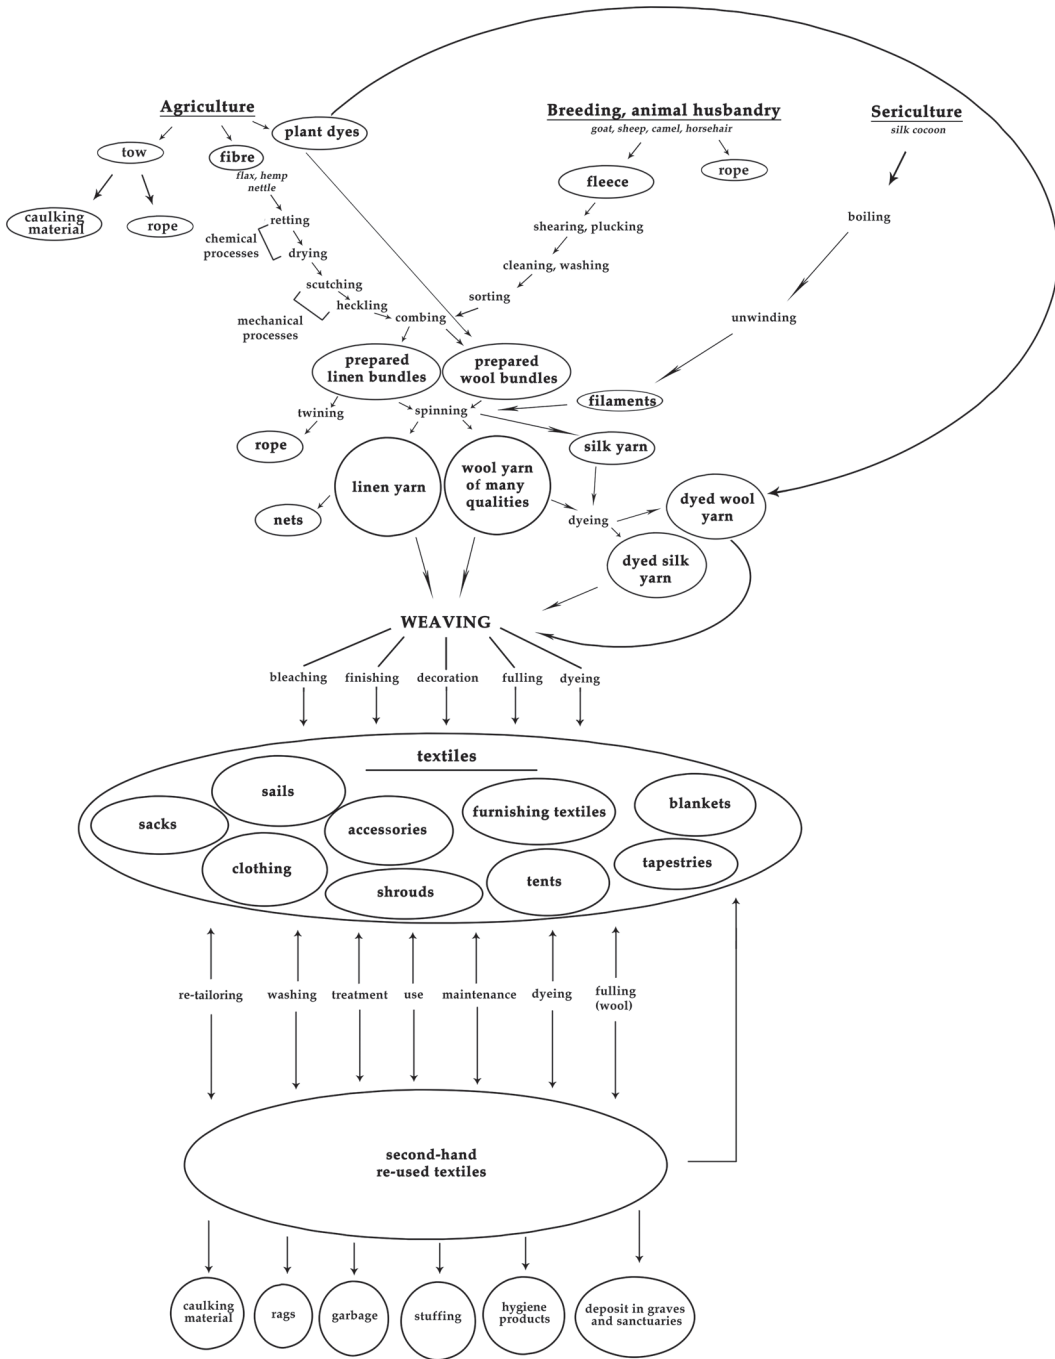 Agriculture
plant dyes
Breeding, animal husbandry
goat, sheep, camel, horsehair
Sericulture
silk cocoon
tow
fibre
flax, hemp
nettle
fleece
rope
caulking
material
rope
retting
chemical
processes
drying
shearing, plucking
boiling
cleaning, washing
scutching
heckling
sorting
mechanical
processes
combing
unwinding
prepared
linen bundles
prepared
wool bundles
filaments
twining
spinning
rope
silk yarn
linen yarn
wool yarn
of many
qualities
nets
dyeing
dyed wool
yarn
dyed silk
yarn
WEAVING
bleaching
finishing
decoration
fulling
dyeing
textiles
sails
sacks
accessories
furnishing textiles
blankets
clothing
shrouds
tents
tapestries
re-tailoring
washing
treatment
use
maintenance
dyeing
fulling
(wool)
second-hand
re-used textiles
caulking
material
rags
garbage
stuffing
hygiene
products
deposit in graves
and sanctuaries